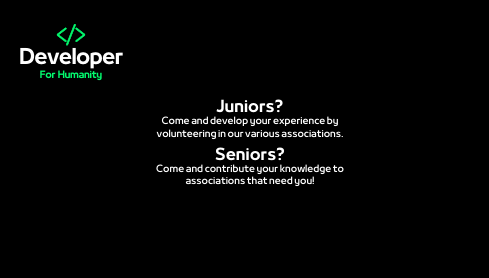 </>
Developer
For Humanity
Juniors?
Come and develop your experience by
volunteering in our various associations.
Seniors?
Come and contribute your knowledge to
associations that need you!